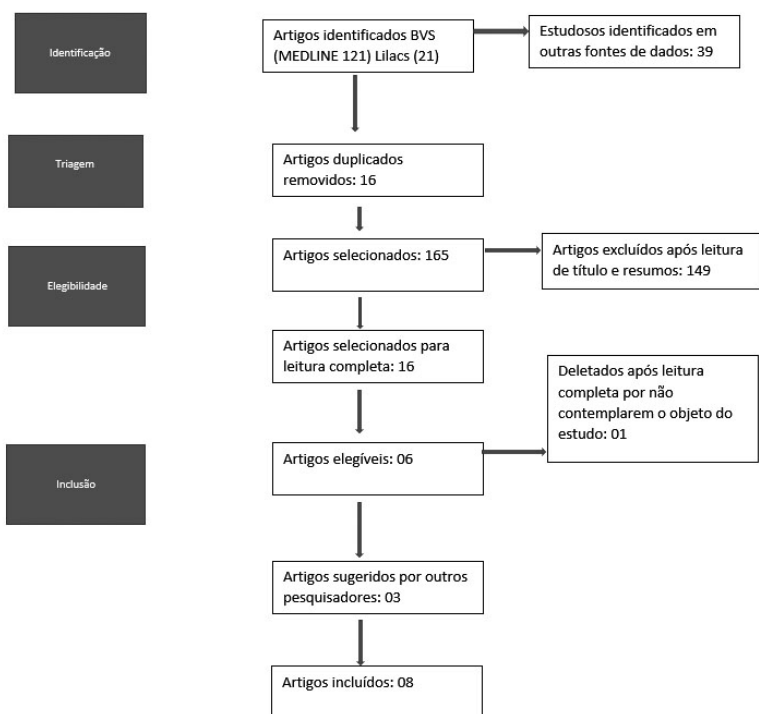 Identificação
Artigos identificados BVS
(MEDLINE 121) Lilacs (21)
Estudosos identificados em
outras fontes de dados: 39
Triagem
Artigos duplicados
removidos: 16
Elegibilidade
Artigos selecionados: 165
Artigos excluídos após leitura
de título e resumos: 149
Artigos selecionados para
leitura completa: 16
Deletados após leitura
completa por não
contemplarem o objeto do
estudo: 01
Inclusão
Artigos elegíveis: 06
Artigos sugeridos por outros
pesquisadores: 03
Artigos incluídos: 08